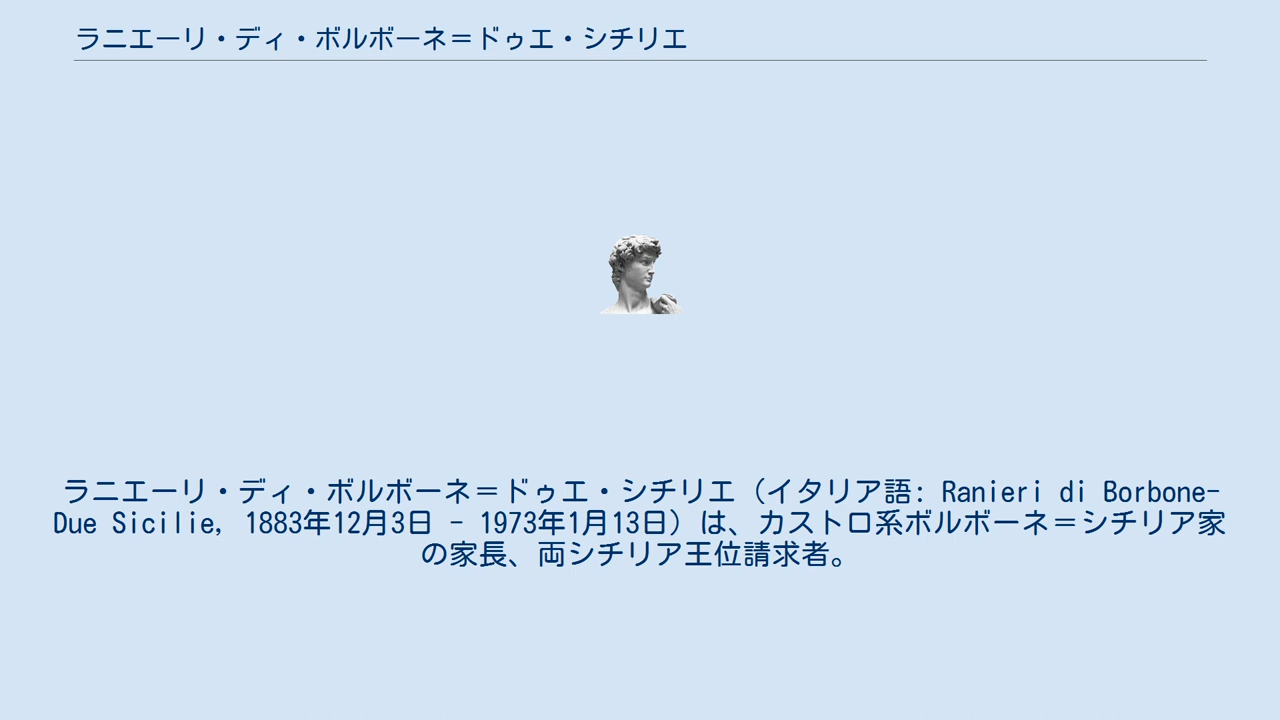 ラニエーリ・ディ・ボルボーネ＝ドゥエ・シチリエ
ラニエーリ・ディ・ボルボーネ＝ドゥエ・シチリエ（イタリア語: Ranieri di Borbone-
Due Sicilie, 1883年12月3日 - 1973年1月13日）は、カストロ系ボルボーネ＝シチリア家
の家長、両シチリア王位請求者。